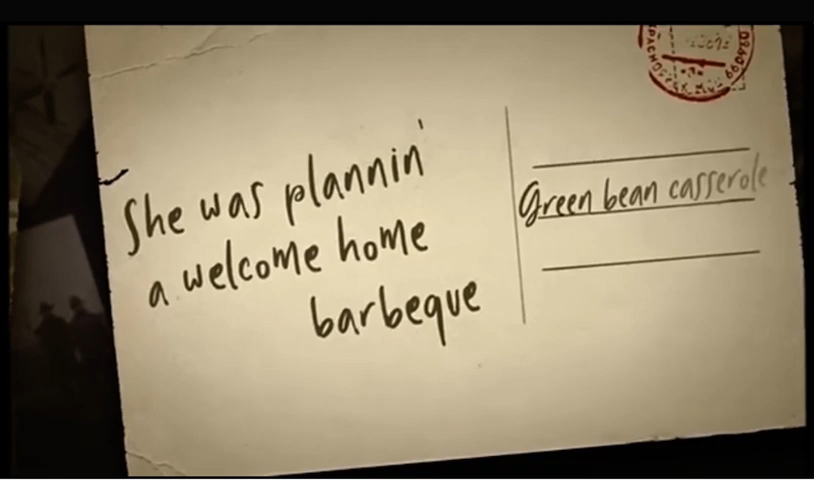 She was plannin'
a welcome home
barbeque
Green bean casserole